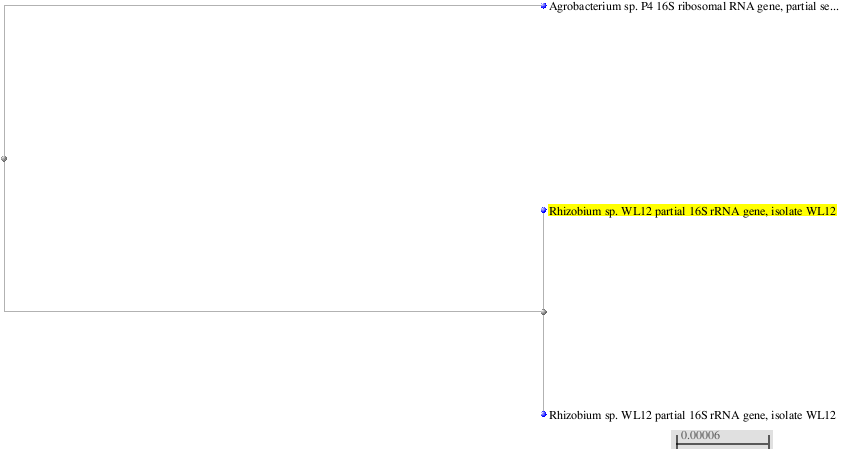 Agrobacterium sp. P4 16S ribosomal RNA gene, partial se...
Rhizobium sp. WL12 partial 16S rRNA gene, isolate WL12
Rhizobium sp. WL12 partial 16S rRNA gene, isolate WL12
0.00006